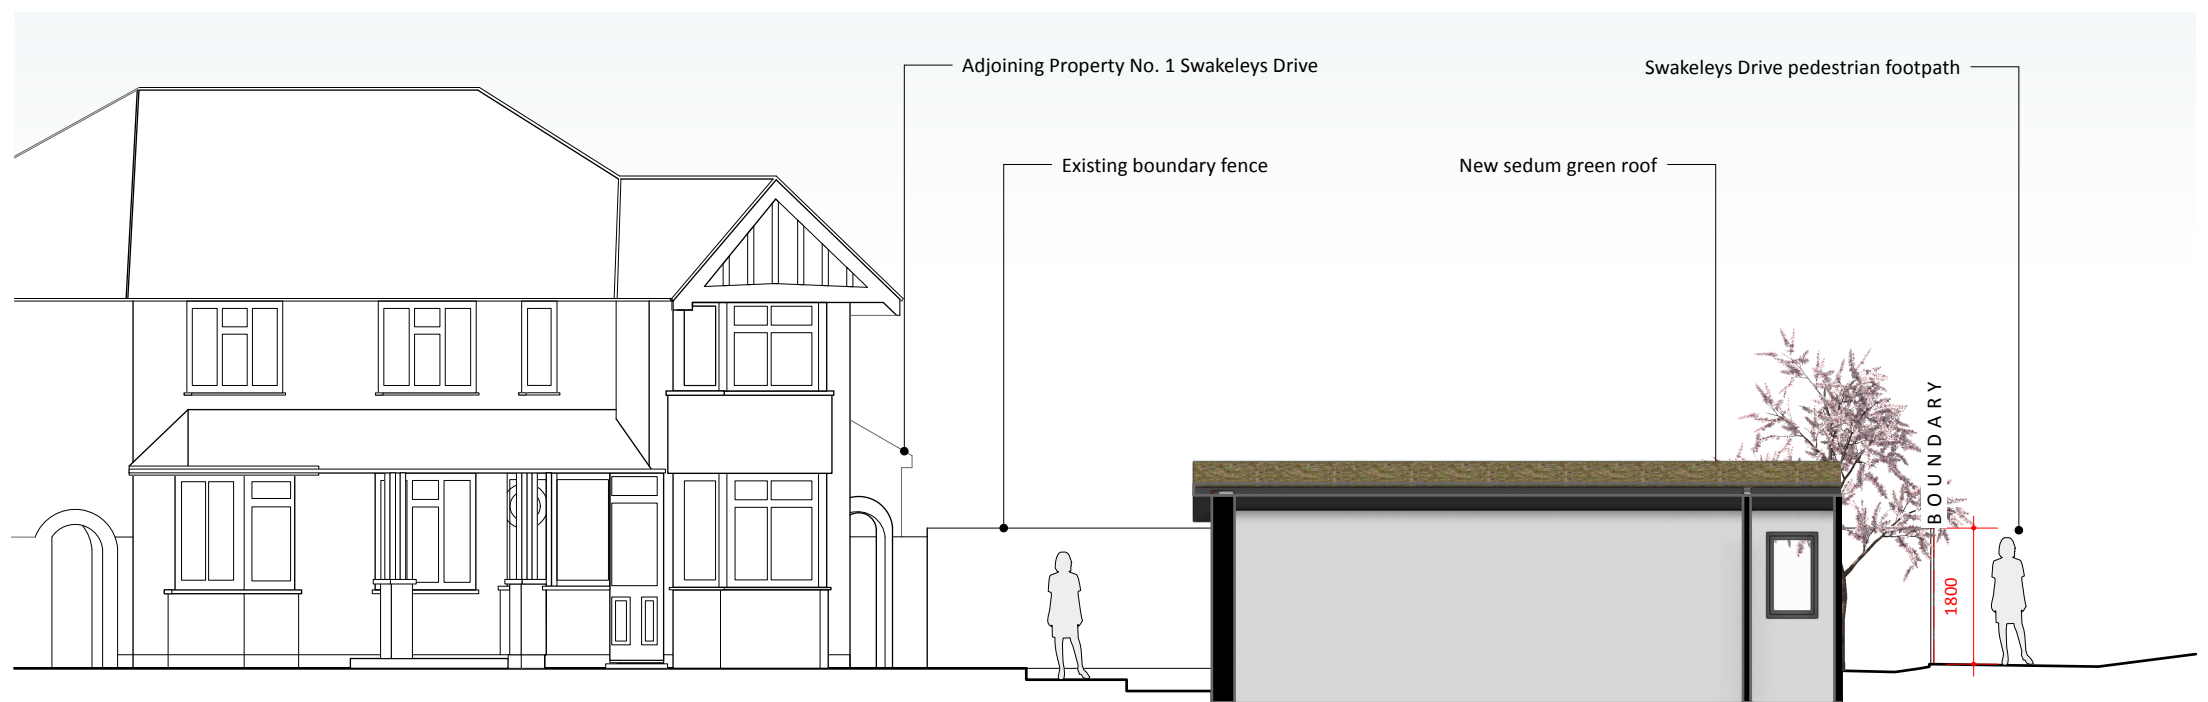 Adjoining Property No. 1 Swakeleys Drive
Swakeleys Drive pedestrian footpath
Existing boundary fence
New sedum green roof
BOUNDARY
1800